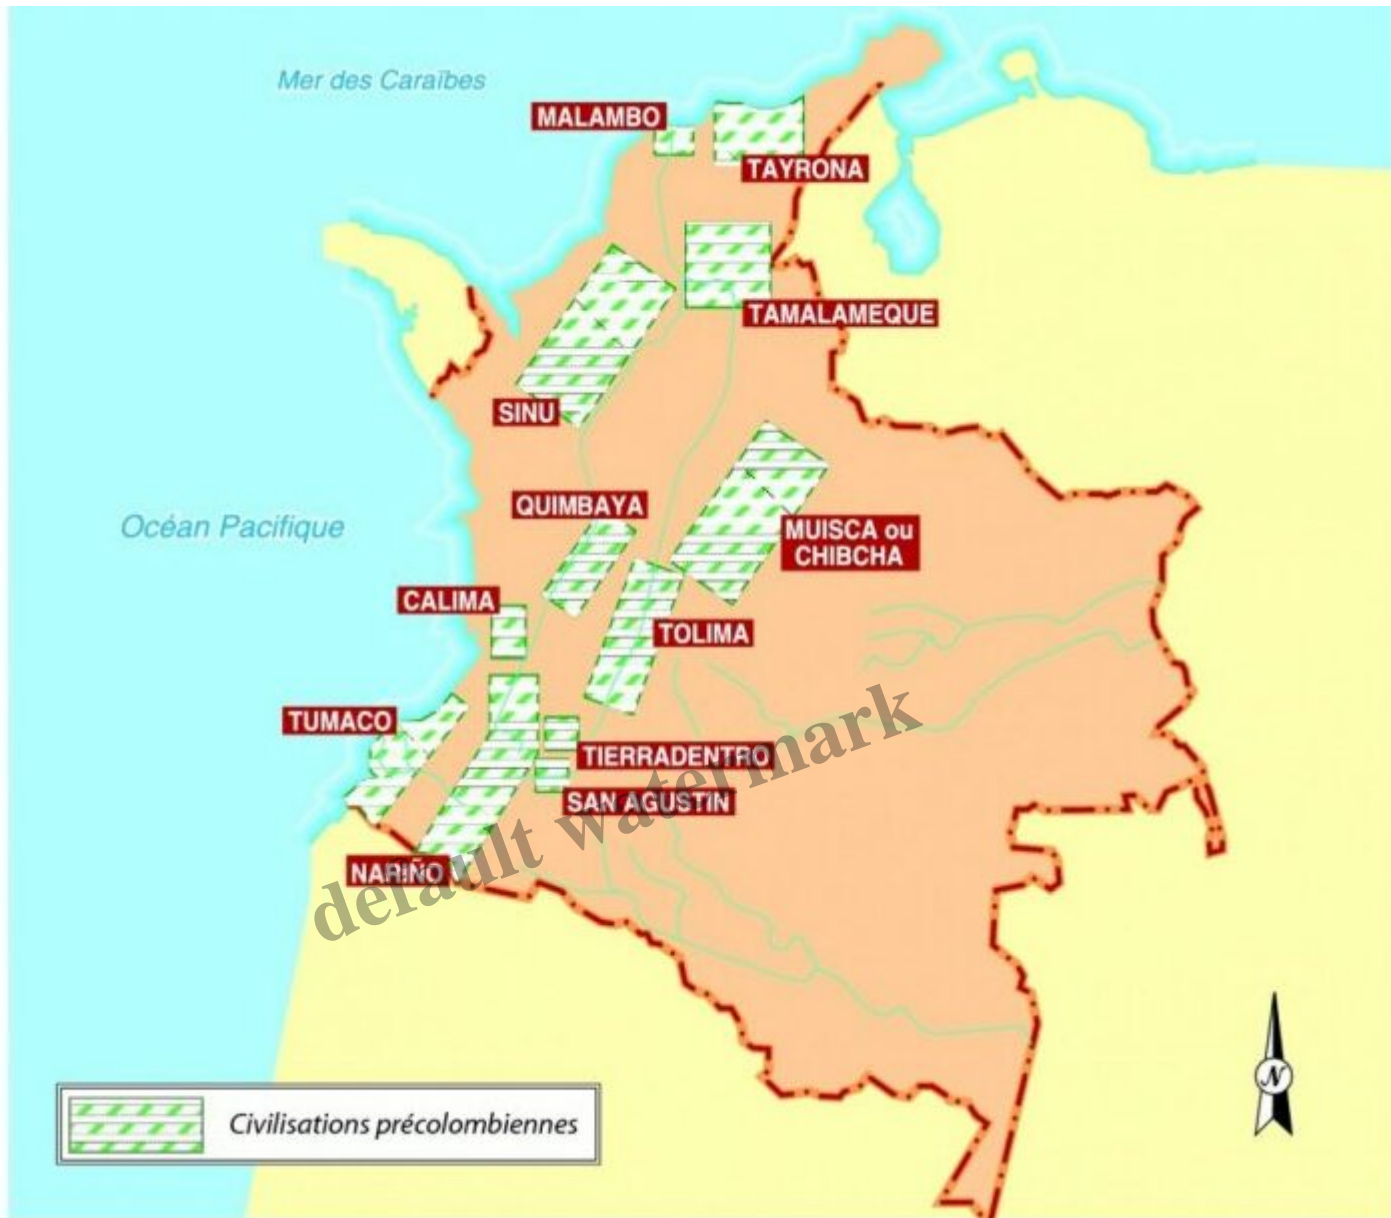 Mer des Caraïbes
MALAMBO
TAYRONA
TAMALAMEQUE
SINU
QUIMBAYA
Océan Pacifique
MUISCA ou
CHIBCHA
CALIMA
TOLIMA
TUMACO
TIERRADENTRO
SAN AGUSTIN
NARIÑO
default watermark
N
Civilisations précolombiennes